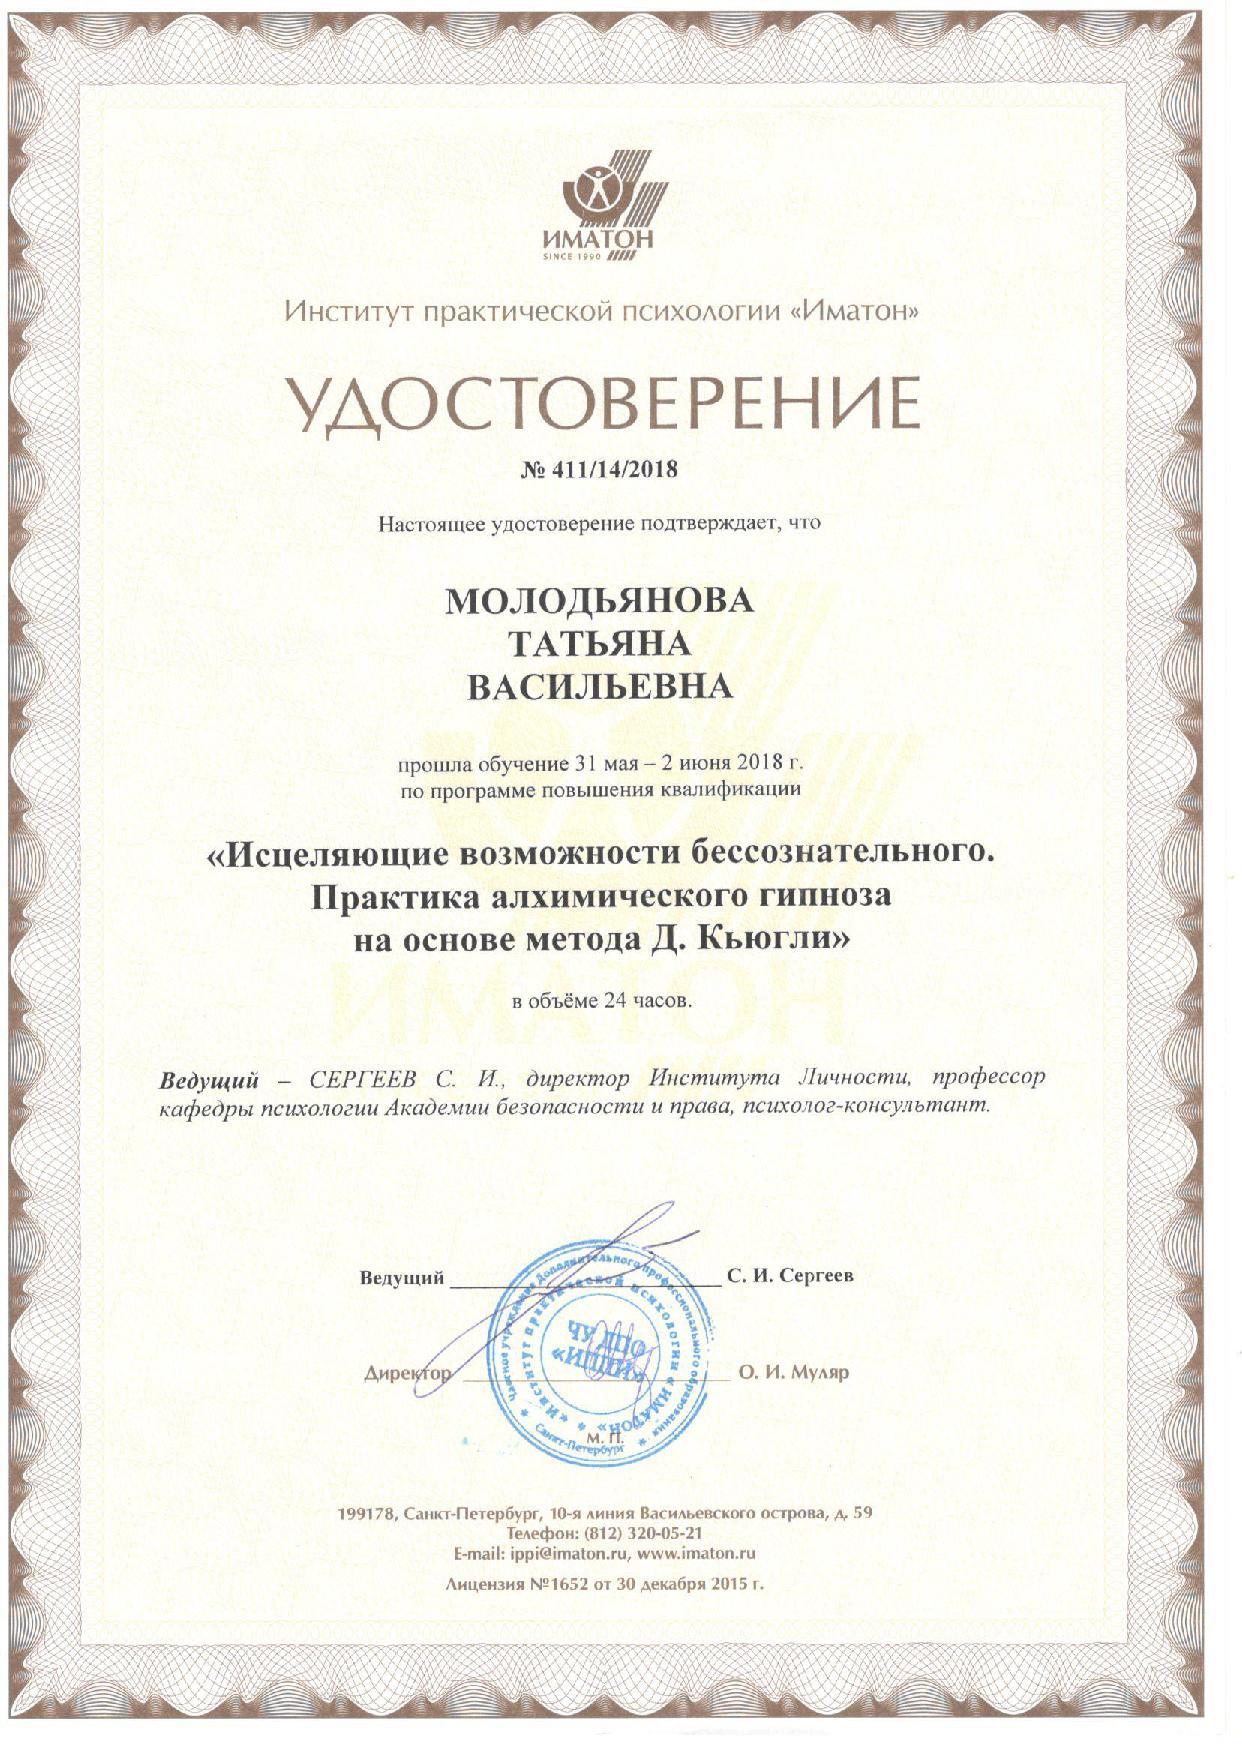 ИМАТОН
SINCE 1990
Институт практической психологии «Иматон»
УДОСТОВЕРЕНИЕ
№ 411/14/2018
Настоящее удостоверение подтверждает, что
МОЛОДЬЯНОВА
ТАТЬЯНА
ВАСИЛЬЕВНА
прошла обучение 31 мая – 2 июня 2018 г.
по программе повышения квалификации
«Исцеляющие возможности бессознательного.
Практика алхимического гипноза
на основе метода Д. Кьюгли»
ИМАТОН
в объёме 24 часов.
Ведущий – СЕРГЕЕВ С. И., директор Института Личности, профессор
кафедры психологии Академии безопасности и права, психолог-консультант.
Ведущий С. И. Сергеев
Частное учреждение Дополнительного профессионального образования
«Институт практической психологии «ИМАТОН»
Санкт-Петербург
ЧУ ДПО
«ИППИ»
Директор О. И. Муляр
М. П.
199178, Санкт-Петербург, 10-я линия Васильевского острова, д. 59
Телефон: (812) 320-05-21
E-mail: ippi@imaton.ru, www.imaton.ru
Лицензия №1652 от 30 декабря 2015 г.